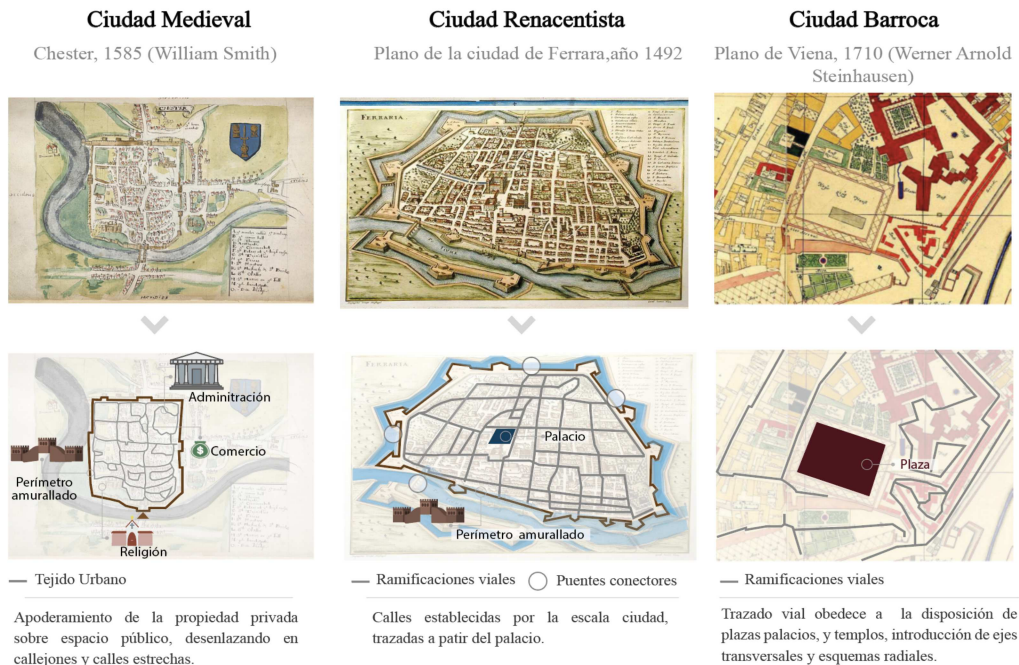 Ciudad Medieval
Chester, 1585 (William Smith)
Ciudad Renacentista
Plano de la ciudad de Ferrara,año 1492
Ciudad Barroca
Plano de Viena, 1710 (Werner Arnold
Steinhausen)
FERRARIA.
Adminitración
Comercio
Perímetro
amurallado
Religión
FERRARIA.
Palacio
Perímetro amurallado
Plaza
Tejido Urbano
Apoderamiento de la propiedad privada
sobre espacio público, desenlazando en
callejones y calles estrechas.
Ramificaciones viales
Puentes conectores
Calles establecidas por la escala ciudad,
trazadas a patir del palacio.
Ramificaciones viales
Trazado vial obedece a la disposición de
plazas palacios, y templos, introducción de ejes
transversales y esquemas radiales.